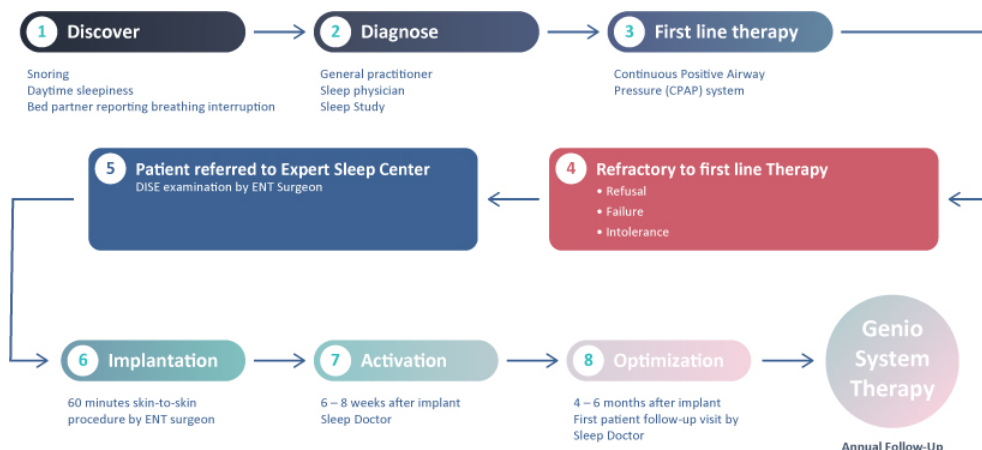 1 Discover
Snoring
Daytime sleepiness
Bed partner reporting breathing interruption
2 Diagnose
General practitioner
Sleep physician
Sleep Study
3 First line therapy
Continuous Positive Airway
Pressure (CPAP) system
4 Refractory to first line Therapy
• Refusal
• Failure
• Intolerance
5 Patient referred to Expert Sleep Center
DISE examination by ENT Surgeon
6 Implantation
60 minutes skin-to-skin
procedure by ENT surgeon
7 Activation
6 – 8 weeks after implant
Sleep Doctor
8 Optimization
4 – 6 months after implant
First patient follow-up visit by
Sleep Doctor
Genio
System
Therapy
Annual Follow-Up